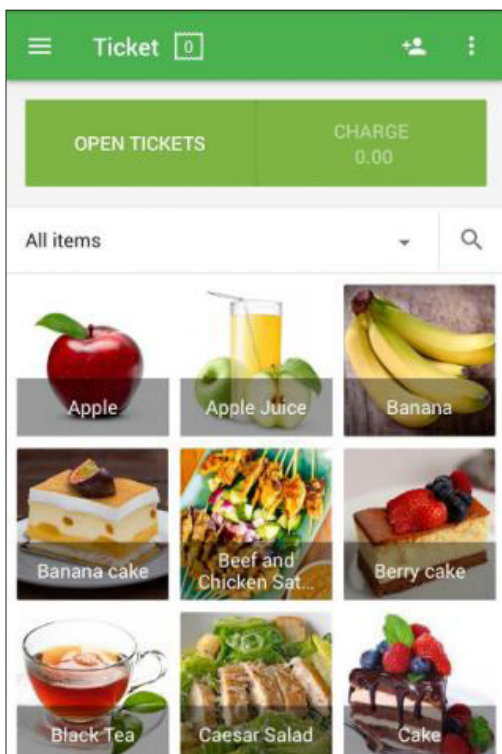 Ticket 0
OPEN TICKETS
CHARGE
0.00
All items
Apple
Apple Juice
Banana
Banana cake
Beef and
Chicken Sat...
Berry cake
Black Tea
Caesar Salad
Cake